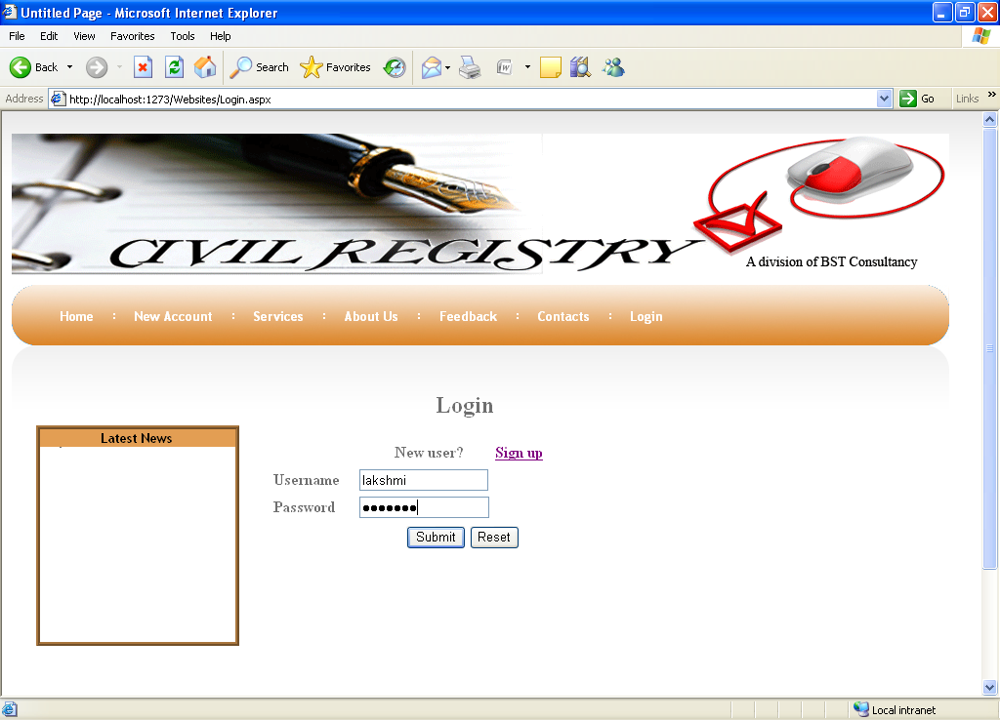 Untitled Page - Microsoft Internet Explorer
File Edit View Favorites Tools Help
Back Search Favorites W
Address http://localhost:1273/Websites/Login.aspx Go Links »
CIVIL REGISTRY
A division of BST Consultancy
Home : New Account : Services : About Us : Feedback : Contacts : Login
Login
Latest News
New user? Sign up
Username lakshmi
Password •••••••
Submit Reset
Local intranet